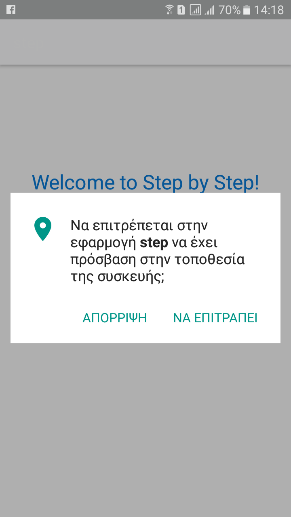 70% 14:18
Welcome to Step by Step!
Να επιτρέπεται στην
εφαρμογή step να έχει
πρόσβαση στην τοποθεσία
της συσκευής;
ΑΠΟΡΡΙΨΗ ΝΑ ΕΠΙΤΡΑΠΕΙ